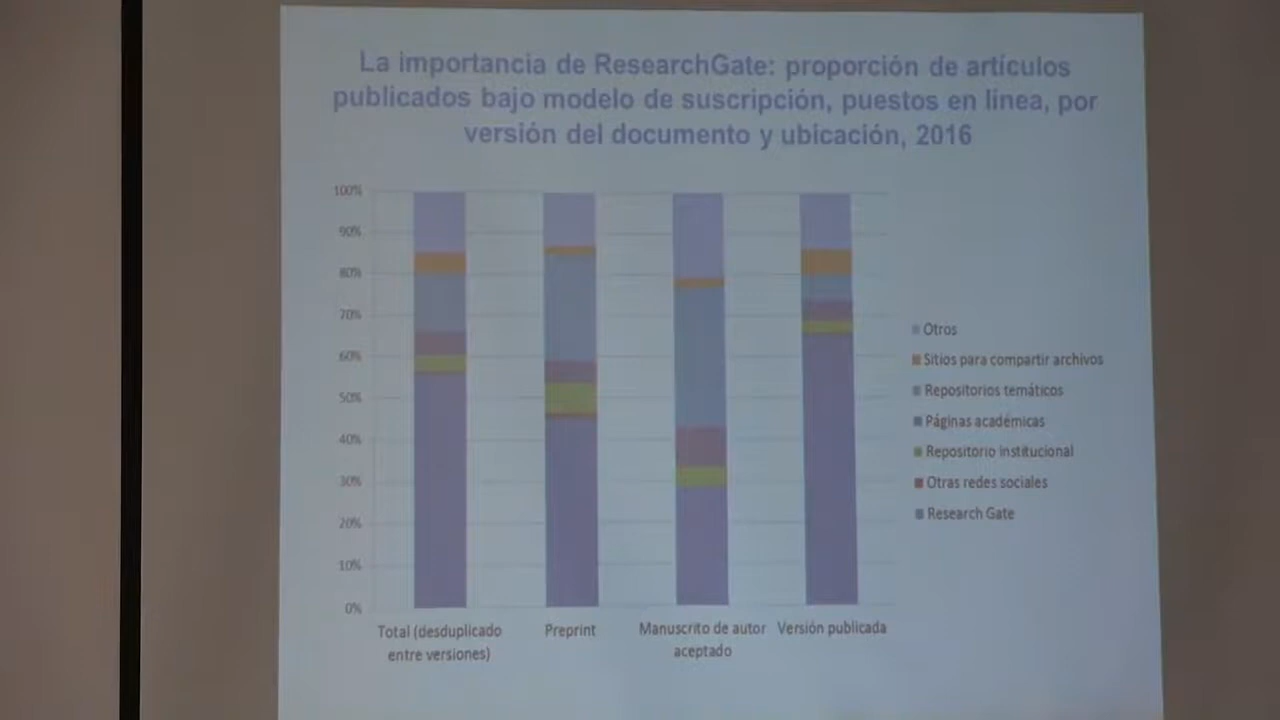 La importancia de ResearchGate: proporción de artículos
publicados bajo modelo de suscripción, puestos en línea, por
versión del documento y ubicación, 2016
100%
90%
80%
70%
60%
50%
40%
30%
20%
10%
0%
Total (desduplicado
entre versiones)
Preprint
Manuscrito de autor
aceptado
Versión publicada
Otros
Sitios para compartir archivos
Repositorios temáticos
Páginas académicas
Repositorio Institucional
Otras redes sociales
Research Gate